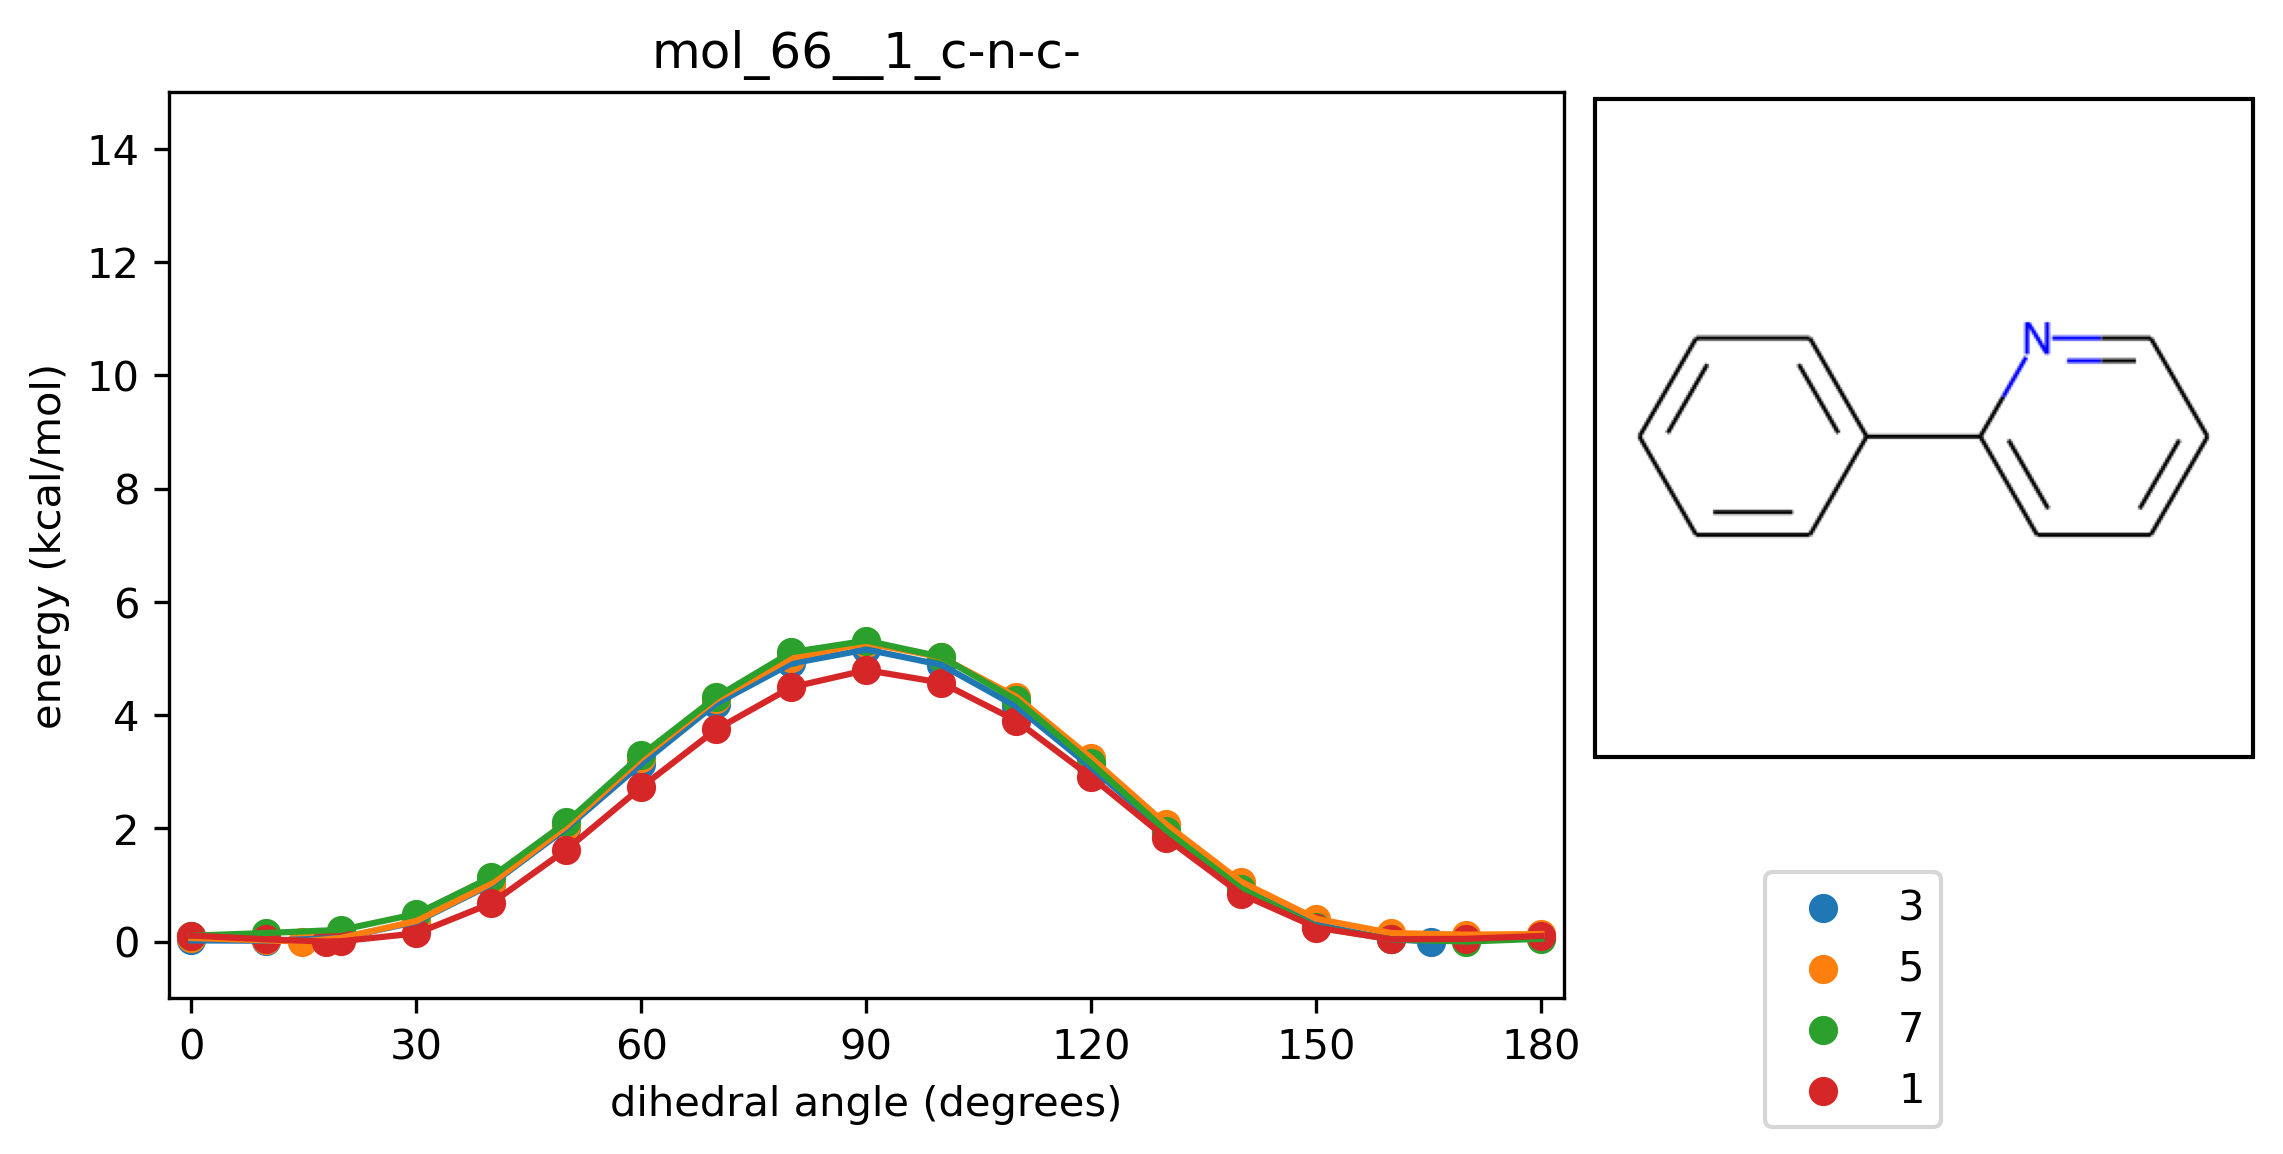 mol_66__1_c-n-c-
14
12
10
8
6
4
2
0
energy (kcal/mol)
0 30 60 90 120 150 180
dihedral angle (degrees)
N
3
5
7
1